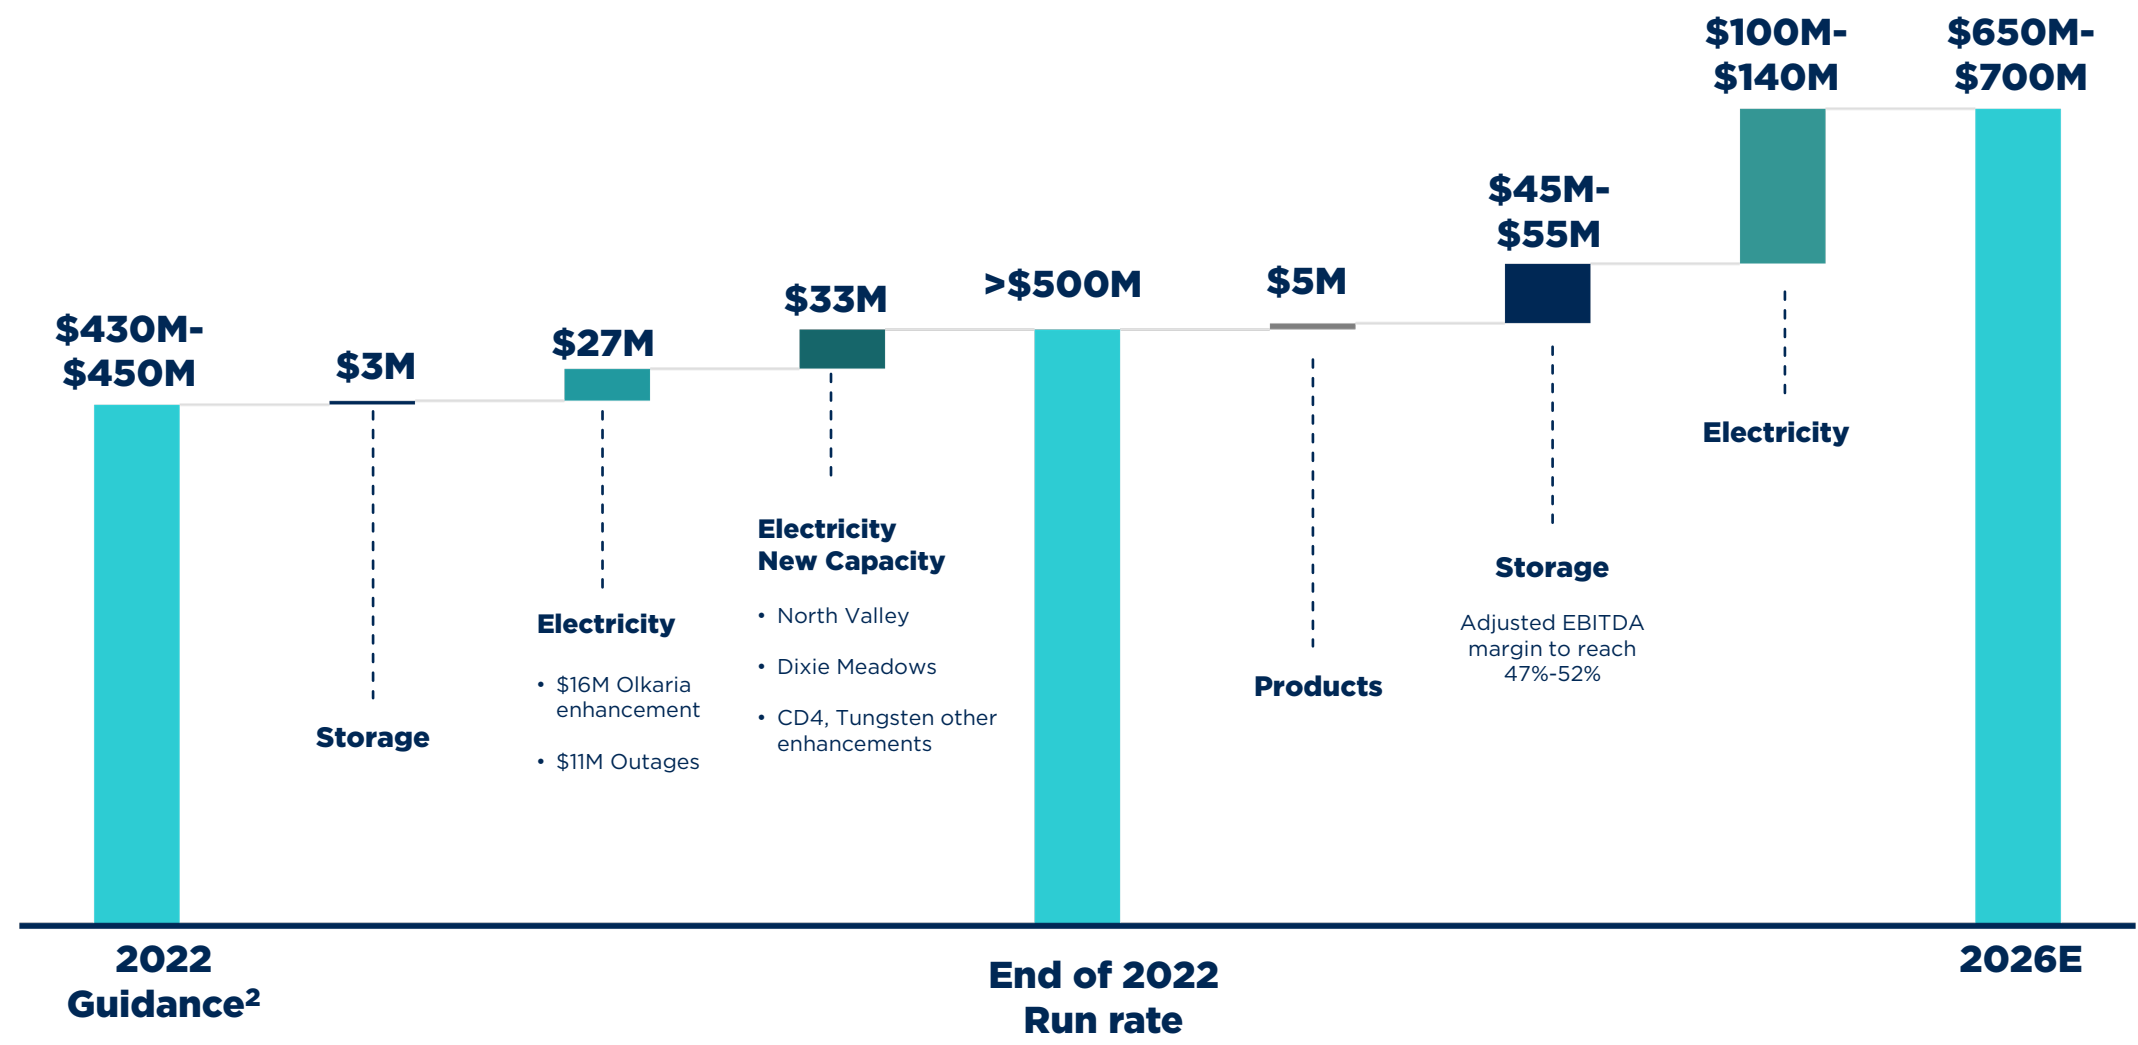 $430M-
$450M
$3M
$27M
$33M
>$500M
$5M
$45M-
$55M
$100M-
$140M
$650M-
$700M
Storage
Electricity
• $16M Olkaria
enhancement
• $11M Outages
Electricity
New Capacity
• North Valley
• Dixie Meadows
• CD4, Tungsten other
enhancements
Products
Storage
Adjusted EBITDA
margin to reach
47%-52%
Electricity
2022
Guidance²
End of 2022
Run rate
2026E